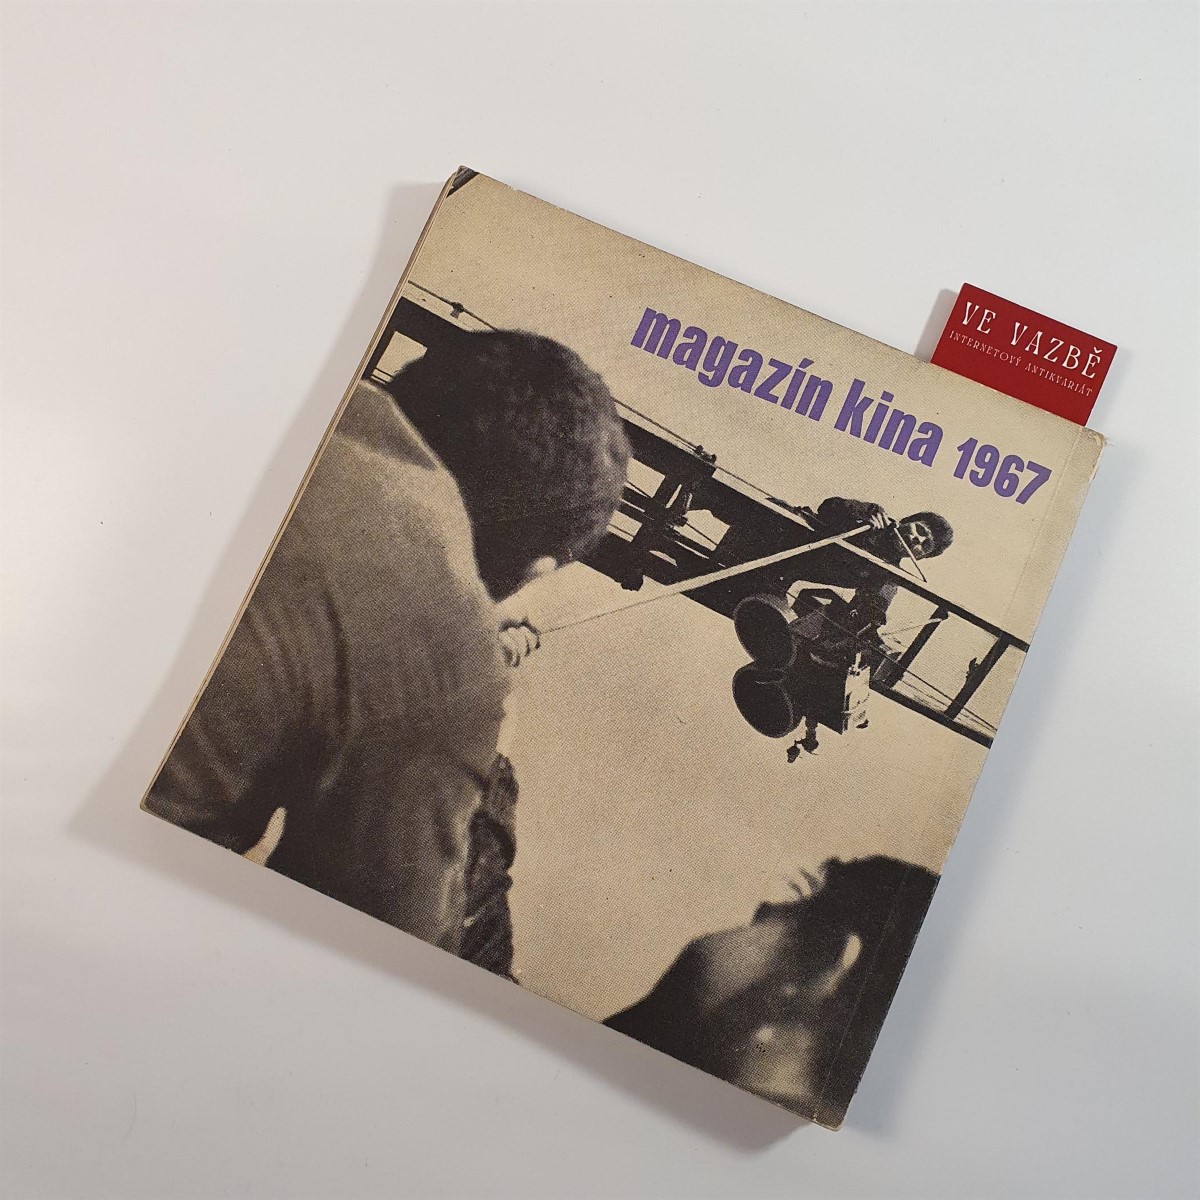 magazín kina 1967
VE VAZBĚ
INTERNETOVÝ ANTIKVARIÁT